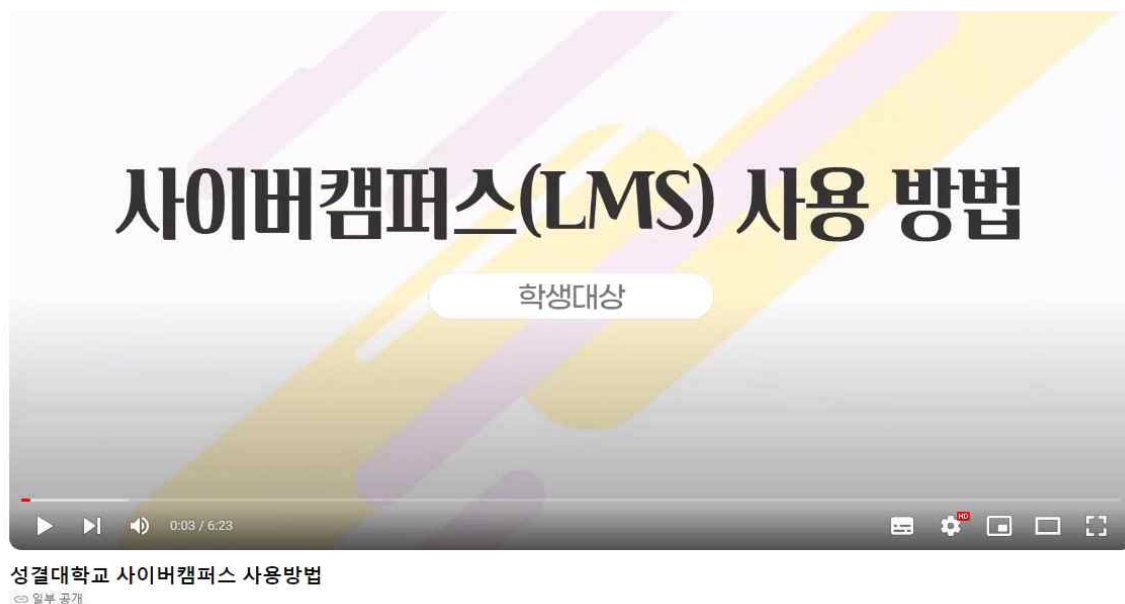 사이버캠퍼스(LMS) 사용 방법
학생대상
0:03 / 6:23
HD
성결대학교 사이버캠퍼스 사용방법
일부 공개